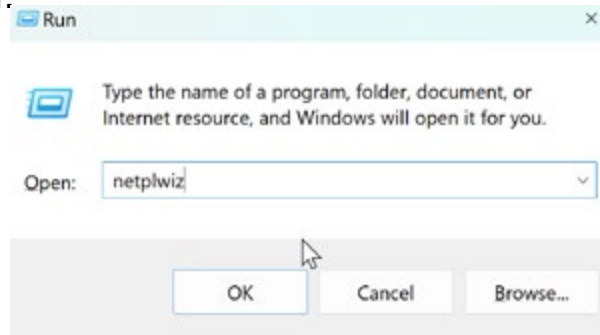 Run
Type the name of a program, folder, document, or
Internet resource, and Windows will open it for you.
Open:
netplwiz
OK
Cancel
Browse...